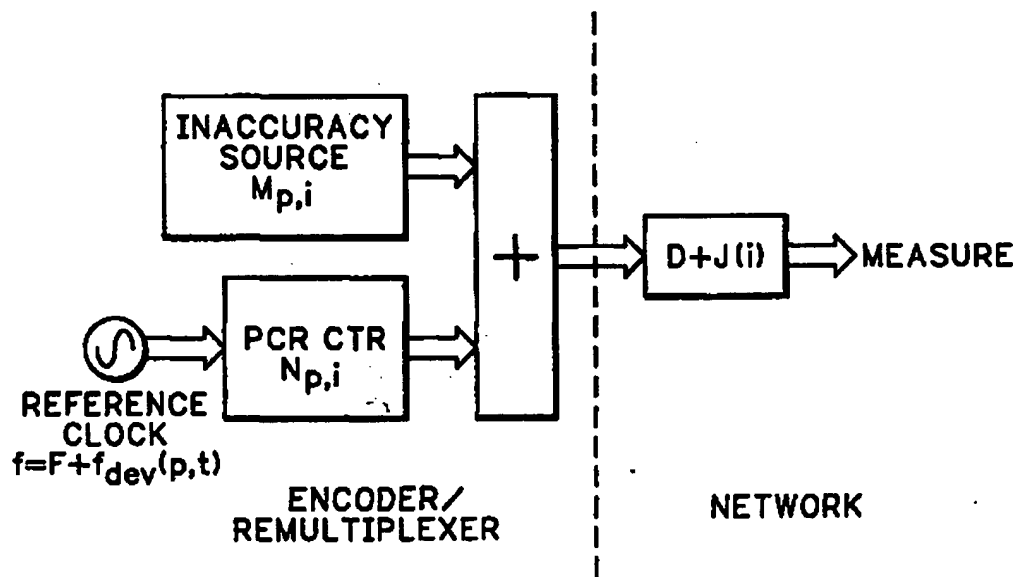 INACCURACY
SOURCE
Mp,i
+
D+J(i)
MEASURE
PCR CTR
Np,i
REFERENCE
CLOCK
f=F+fdev(p,t)
ENCODER/
REMULTIPLEXER
NETWORK